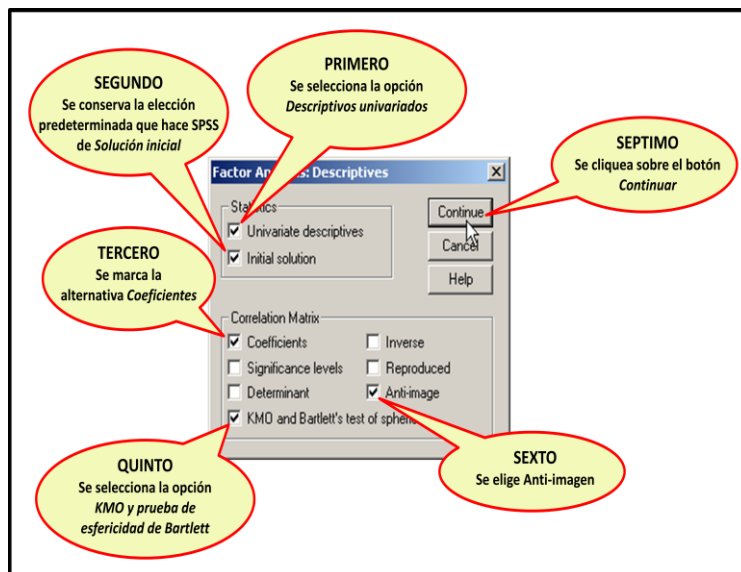 PRIMERO
Se selecciona la opción
Descriptivos univariados
SEGUNDO
Se conserva la elección
predeterminada que hace SPSS
de Solución inicial
SEPTIMO
Se cliquea sobre el botón
Continuar
TERCERO
Se marca la
alternativa Coeficientes
Factor An s: Descriptives
Statistics
Univariate descriptives
Initial solution
Continue
Cancel
Help
Correlation Matrix
Coefficients
Inverse
Significance levels
Reproduced
Determinant
Anti-image
KMO and Bartlett's test of spheri
QUINTO
Se selecciona la opción
KMO y prueba de
esfericidad de Bartlett
SEXTO
Se elige Anti-imagen